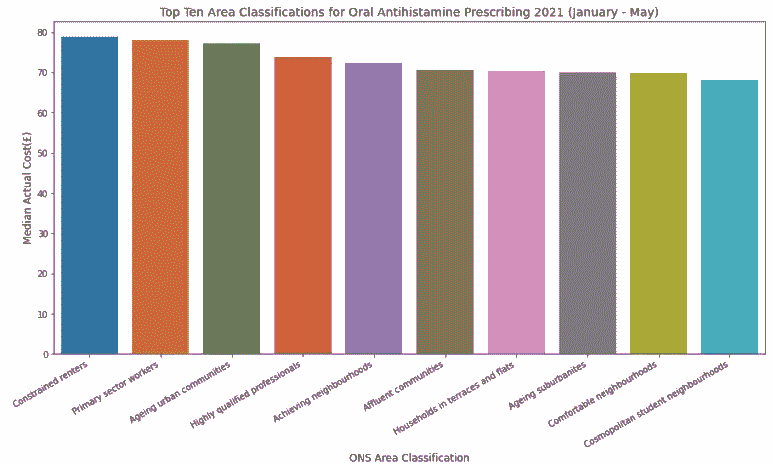 Top Ten Area Classifications for Oral Antihistamine Prescribing 2021 (January - May)
Median Actual Cost(£)
80
70
60
50
40
30
20
10
0
Constrained renters
Primary sector workers
Ageing urban communities
Highly qualified professionals
Achieving neighbourhoods
Affluent communities
Households in terraces and flats
Ageing suburbanites
Comfortable neighbourhoods
Cosmopolitan student neighbourhoods
ONS Area Classification